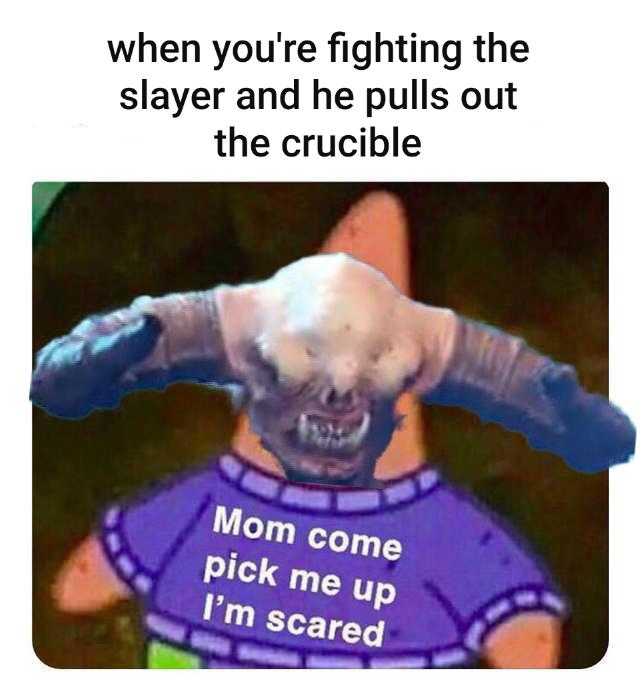 when you're fighting the
slayer and he pulls out
the crucible
Mom come
pick me up
I'm scared